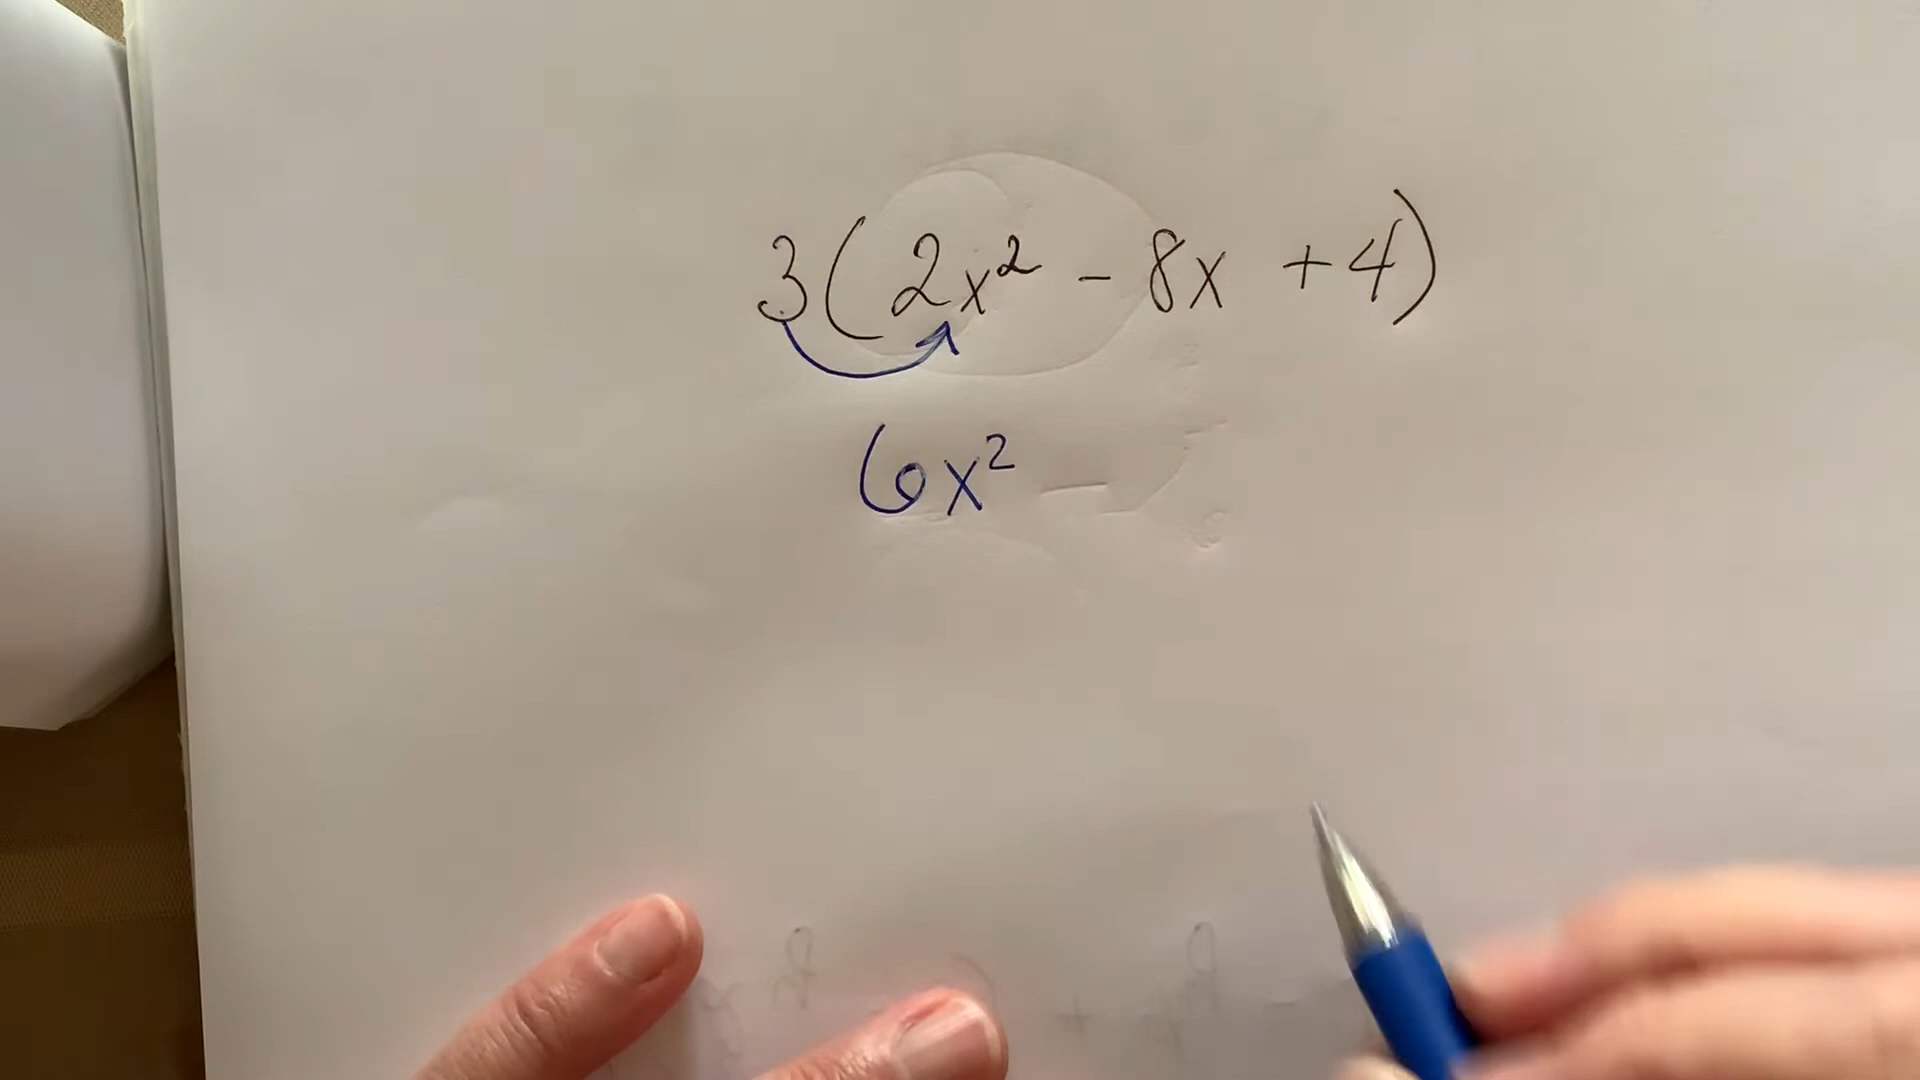 3(2x² - 8x + 4)
6x² -